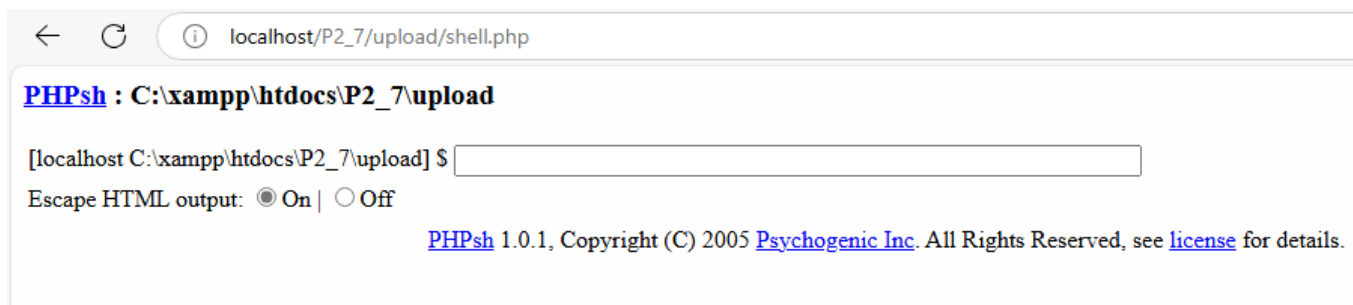 localhost/P2_7/upload/shell.php
PHPsh : C:\xampp\htdocs\P2_7\upload
[localhost C:\xampp\htdocs\P2_7\upload] $
Escape HTML output: On | Off
PHPsh 1.0.1, Copyright (C) 2005 Psychogenic Inc. All Rights Reserved, see license for details.